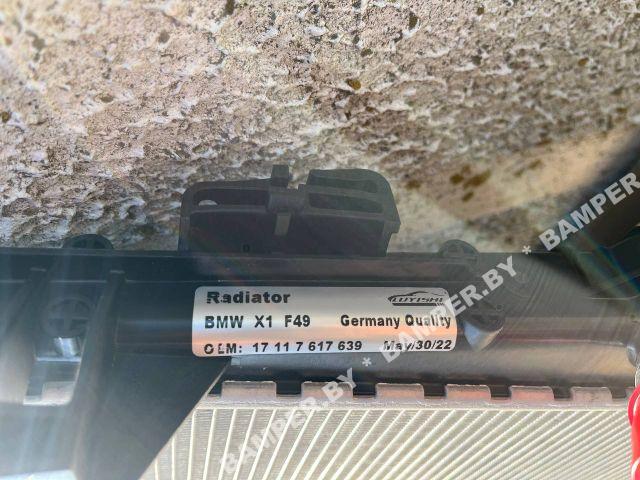 Radiator LUYISHI
BMW X1 F49 Germany Quality
OEM: 17 11 7 617 639 May/30/22
* BAMPER.BY * BAMPER.BY * BAMPER.BY